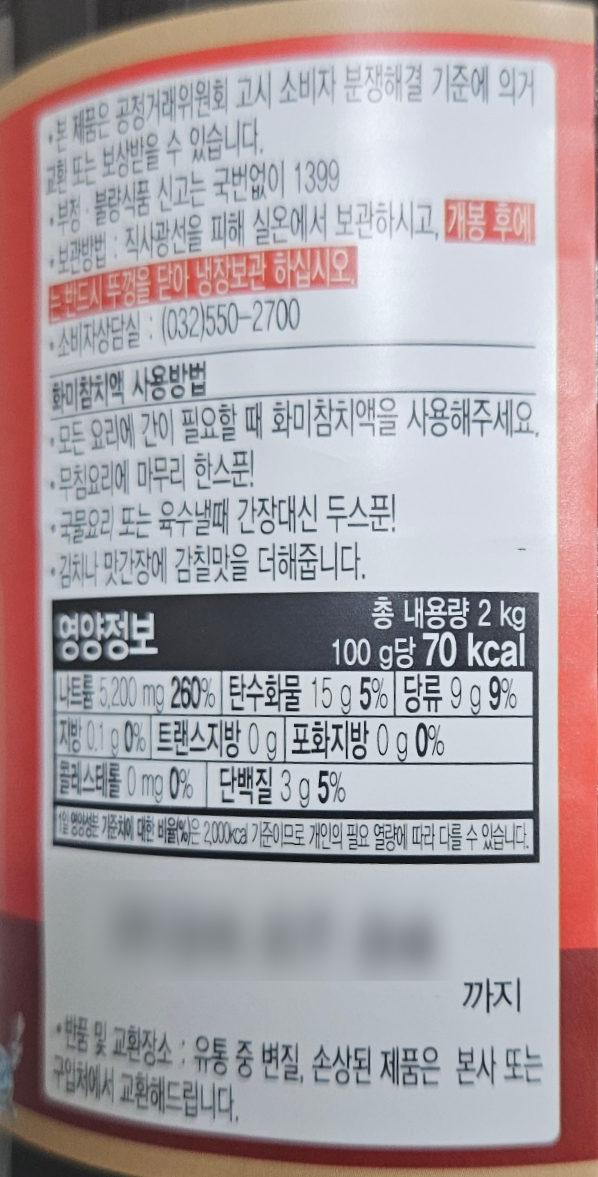 •본 제품은 공정거래위원회 고시 소비자 분쟁해결 기준에 의거
교환 또는 보상받을 수 있습니다.
•부정·불량식품 신고는 국번없이 1399
•보관방법 : 직사광선을 피해 실온에서 보관하시고, 개봉 후에
는 반드시 뚜껑을 닫아 냉장보관 하십시오.
•소비자상담실 : (032)550-2700
화미참치액 사용방법
•모든 요리에 간이 필요할 때 화미참치액을 사용해주세요.
•무침요리에 마무리 한스푼!
•국물요리 또는 육수낼때 간장대신 두스푼!
•김치나 맛간장에 감칠맛을 더해줍니다.
영양정보 총 내용량 2 kg
100 g당 70 kcal
나트륨 5,200 mg 260% 탄수화물 15 g 5% 당류 9 g 9%
지방 0.1 g 0% 트랜스지방 0 g 포화지방 0 g 0%
콜레스테롤 0 mg 0% 단백질 3 g 5%
1일 영양성분 기준치에 대한 비율(%)은 2,000kcal 기준이므로 개인의 필요 열량에 따라 다를 수 있습니다.
까지
•반품 및 교환장소 : 유통 중 변질, 손상된 제품은 본사 또는
구입처에서 교환해드립니다.